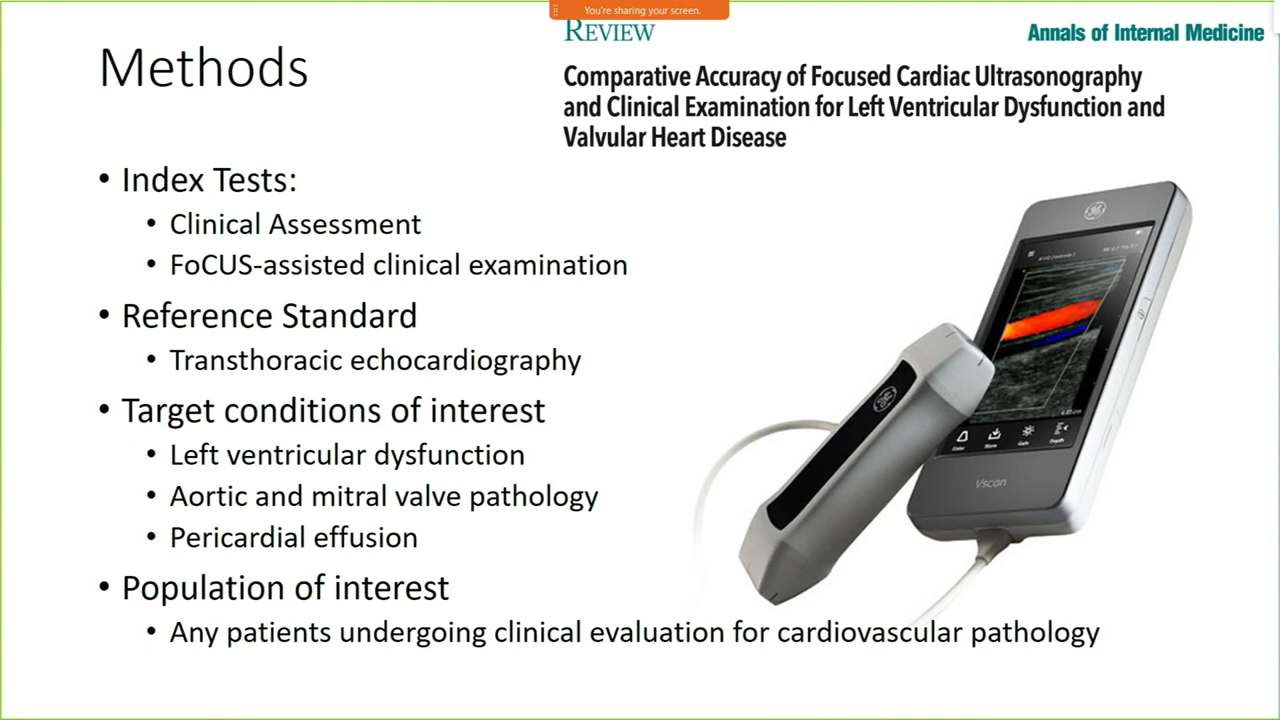 You're sharing your screen.
Methods
REVIEW
Annals of Internal Medicine
Comparative Accuracy of Focused Cardiac Ultrasonography
and Clinical Examination for Left Ventricular Dysfunction and
Valvular Heart Disease
• Index Tests:
• Clinical Assessment
• FoCUS-assisted clinical examination
• Reference Standard
• Transthoracic echocardiography
• Target conditions of interest
• Left ventricular dysfunction
• Aortic and mitral valve pathology
• Pericardial effusion
• Population of interest
• Any patients undergoing clinical evaluation for cardiovascular pathology
Gain
Depth
Vscan